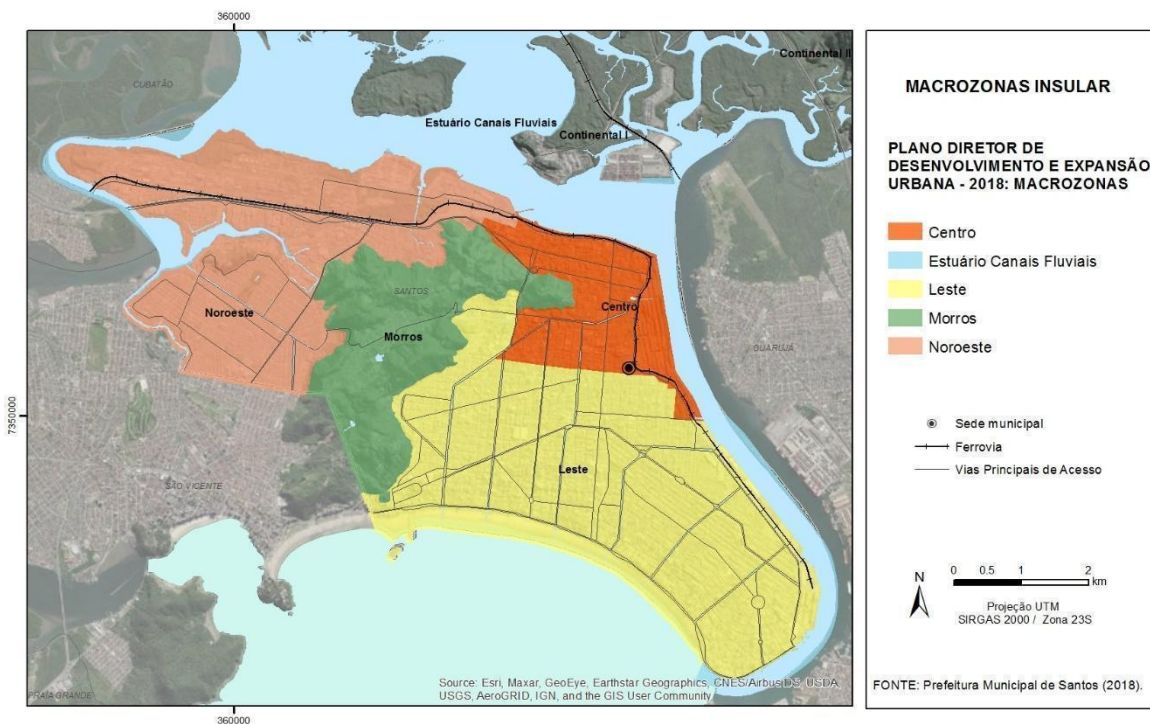 360000
Continental II
CUBATÃO
Estuário Canais Fluviais
Continental I
Noroeste
SANTOS
Morros
Centro
GUARUJÁ
7350000
Leste
SÃO VICENTE
PRAIA GRANDE
Source: Esri, Maxar, GeoEye, Earthstar Geographics, CNES/Airbus DS, USDA,
USGS, AeroGRID, IGN, and the GIS User Community
360000
MACROZONAS INSULAR
PLANO DIRETOR DE
DESENVOLVIMENTO E EXPANSÃO
URBANA - 2018: MACROZONAS
Centro
Estuário Canais Fluviais
Leste
Morros
Noroeste
Sede municipal
Ferrovia
Vias Principais de Acesso
N
0 0.5 1 2
km
Projeção UTM
SIRGAS 2000 / Zona 23S
FONTE: Prefeitura Municipal de Santos (2018).